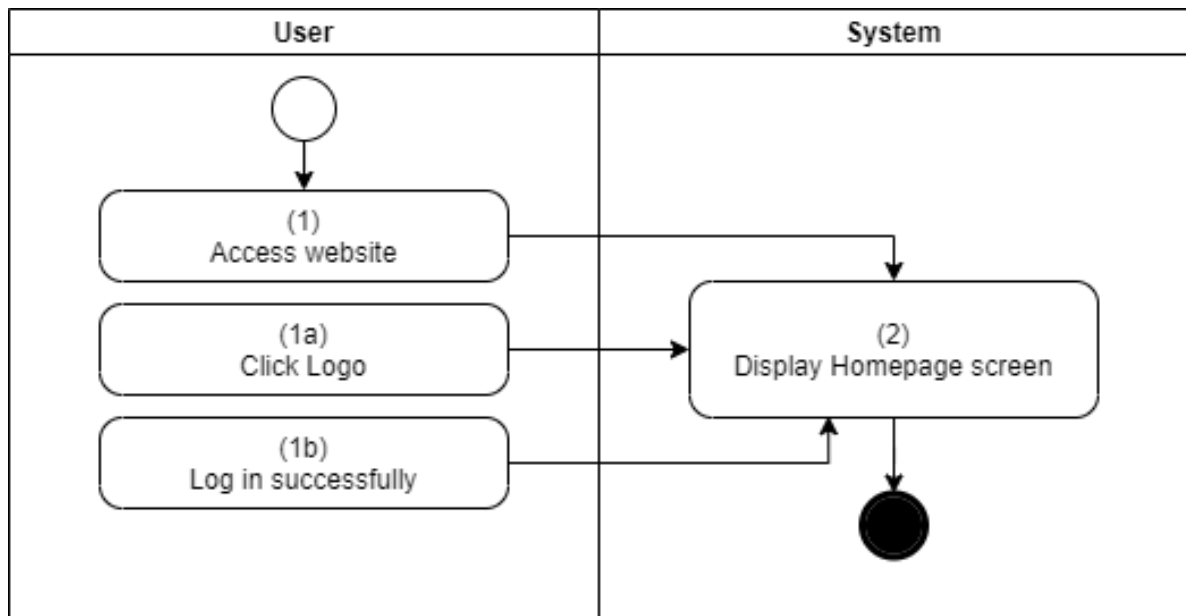 User
System
(1)
Access website
(1a)
Click Logo
(2)
Display Homepage screen
(1b)
Log in successfully